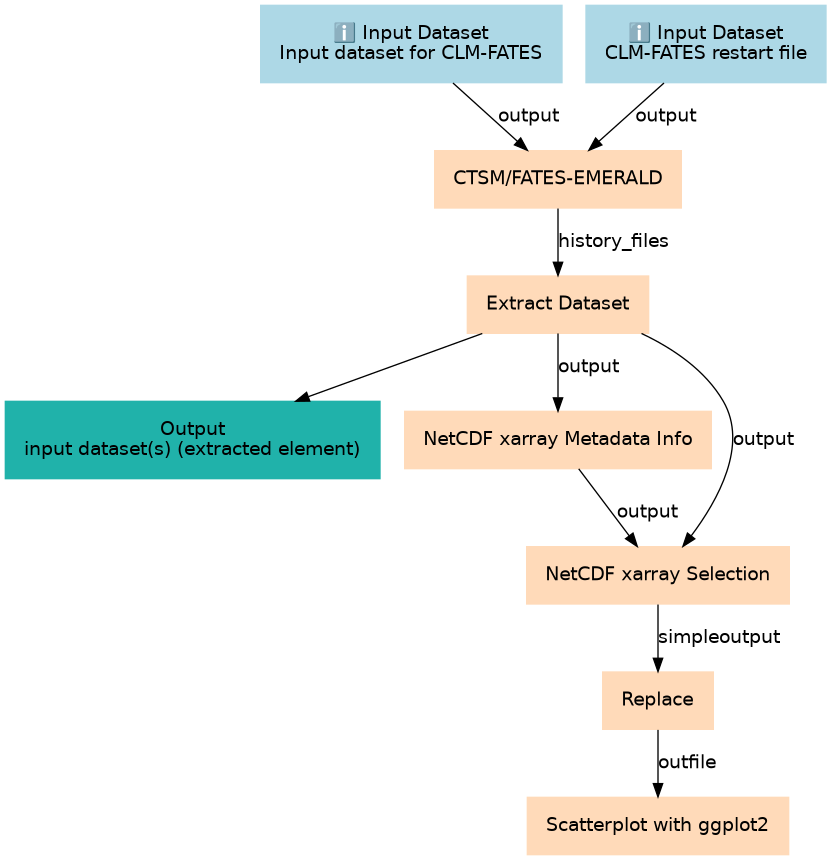 ℹ️ Input Dataset
Input dataset for CLM-FATES
ℹ️ Input Dataset
CLM-FATES restart file
output
output
CTSM/FATES-EMERALD
history_files
Extract Dataset
output
Output
input dataset(s) (extracted element)
NetCDF xarray Metadata Info
output
output
NetCDF xarray Selection
simpleoutput
Replace
outfile
Scatterplot with ggplot2